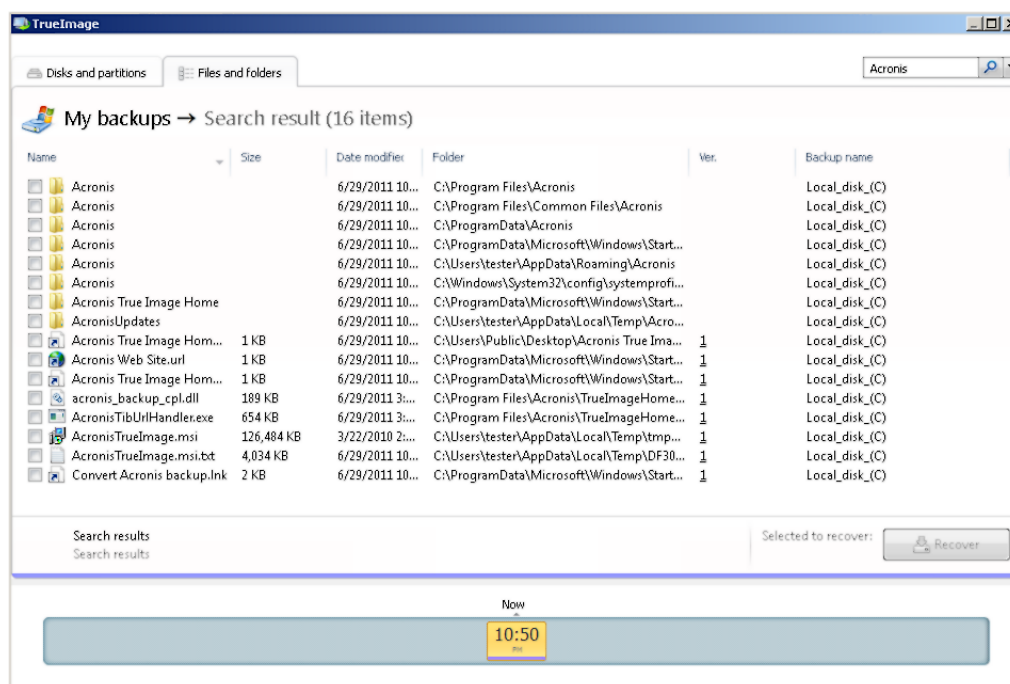 TrueImage
Disks and partitions Files and folders Acronis
My backups → Search result (16 items)
Name Size Date modified Folder Ver. Backup name
Acronis 6/29/2011 10... C:\Program Files\Acronis Local_disk_(C)
Acronis 6/29/2011 10... C:\Program Files\Common Files\Acronis Local_disk_(C)
Acronis 6/29/2011 10... C:\ProgramData\Acronis Local_disk_(C)
Acronis 6/29/2011 10... C:\ProgramData\Microsoft\Windows\Start... Local_disk_(C)
Acronis 6/29/2011 10... C:\Users\tester\AppData\Roaming\Acronis Local_disk_(C)
Acronis 6/29/2011 10... C:\Windows\System32\config\systemprofi... Local_disk_(C)
Acronis True Image Home 6/29/2011 10... C:\ProgramData\Microsoft\Windows\Start... Local_disk_(C)
AcronisUpdates 6/29/2011 10... C:\Users\tester\AppData\Local\Temp\Acro... Local_disk_(C)
Acronis True Image Hom... 1 KB 6/29/2011 10... C:\Users\Public\Desktop\Acronis True Ima... 1 Local_disk_(C)
Acronis Web Site.url 1 KB 6/29/2011 10... C:\ProgramData\Microsoft\Windows\Start... 1 Local_disk_(C)
Acronis True Image Hom... 1 KB 6/29/2011 10... C:\ProgramData\Microsoft\Windows\Start... 1 Local_disk_(C)
acronis_backup_cpl.dll 189 KB 6/29/2011 3:... C:\Program Files\Acronis\TrueImageHome... 1 Local_disk_(C)
AcronisTibUrlHandler.exe 654 KB 6/29/2011 3:... C:\Program Files\Acronis\TrueImageHome... 1 Local_disk_(C)
AcronisTrueImage.msi 126,484 KB 3/22/2010 2:... C:\Users\tester\AppData\Local\Temp\tmp... 1 Local_disk_(C)
AcronisTrueImage.msi.txt 4,034 KB 6/29/2011 10... C:\Users\tester\AppData\Local\Temp\DF30... 1 Local_disk_(C)
Convert Acronis backup.lnk 2 KB 6/29/2011 10... C:\ProgramData\Microsoft\Windows\Start... 1 Local_disk_(C)
Search results
Search results
Selected to recover: Recover
Now
10:50
PM